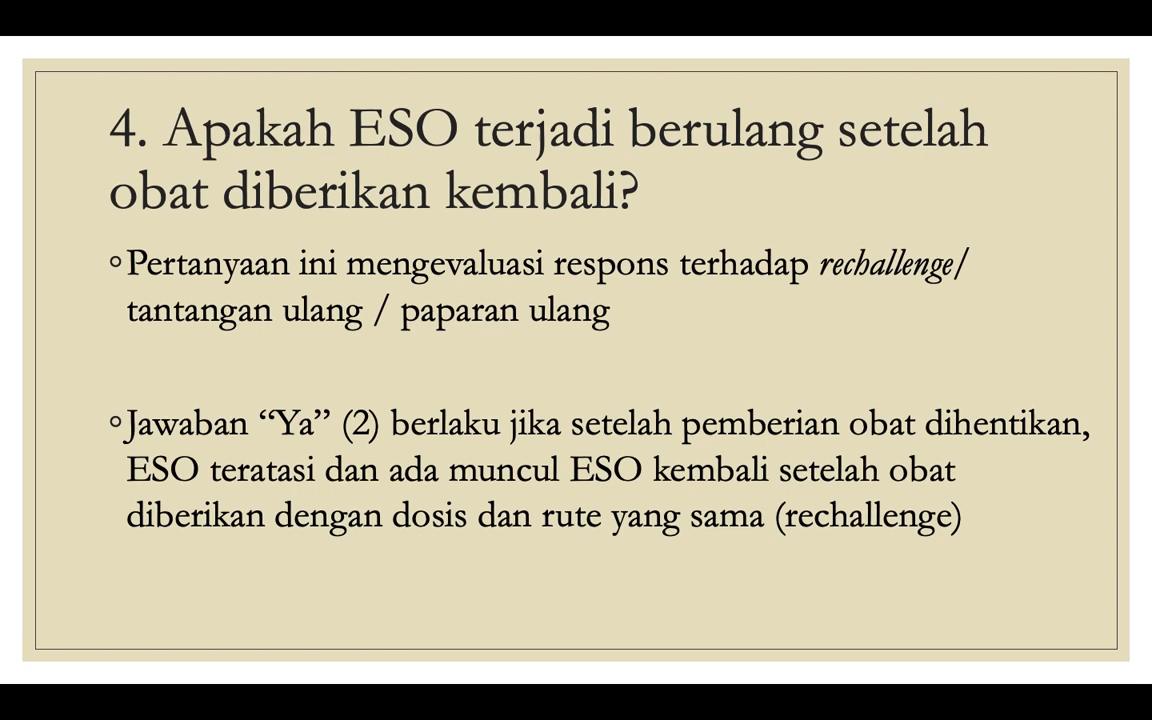 4. Apakah ESO terjadi berulang setelah
obat diberikan kembali?
◦Pertanyaan ini mengevaluasi respons terhadap rechallenge/
tantangan ulang / paparan ulang
◦Jawaban “Ya” (2) berlaku jika setelah pemberian obat dihentikan,
ESO teratasi dan ada muncul ESO kembali setelah obat
diberikan dengan dosis dan rute yang sama (rechallenge)